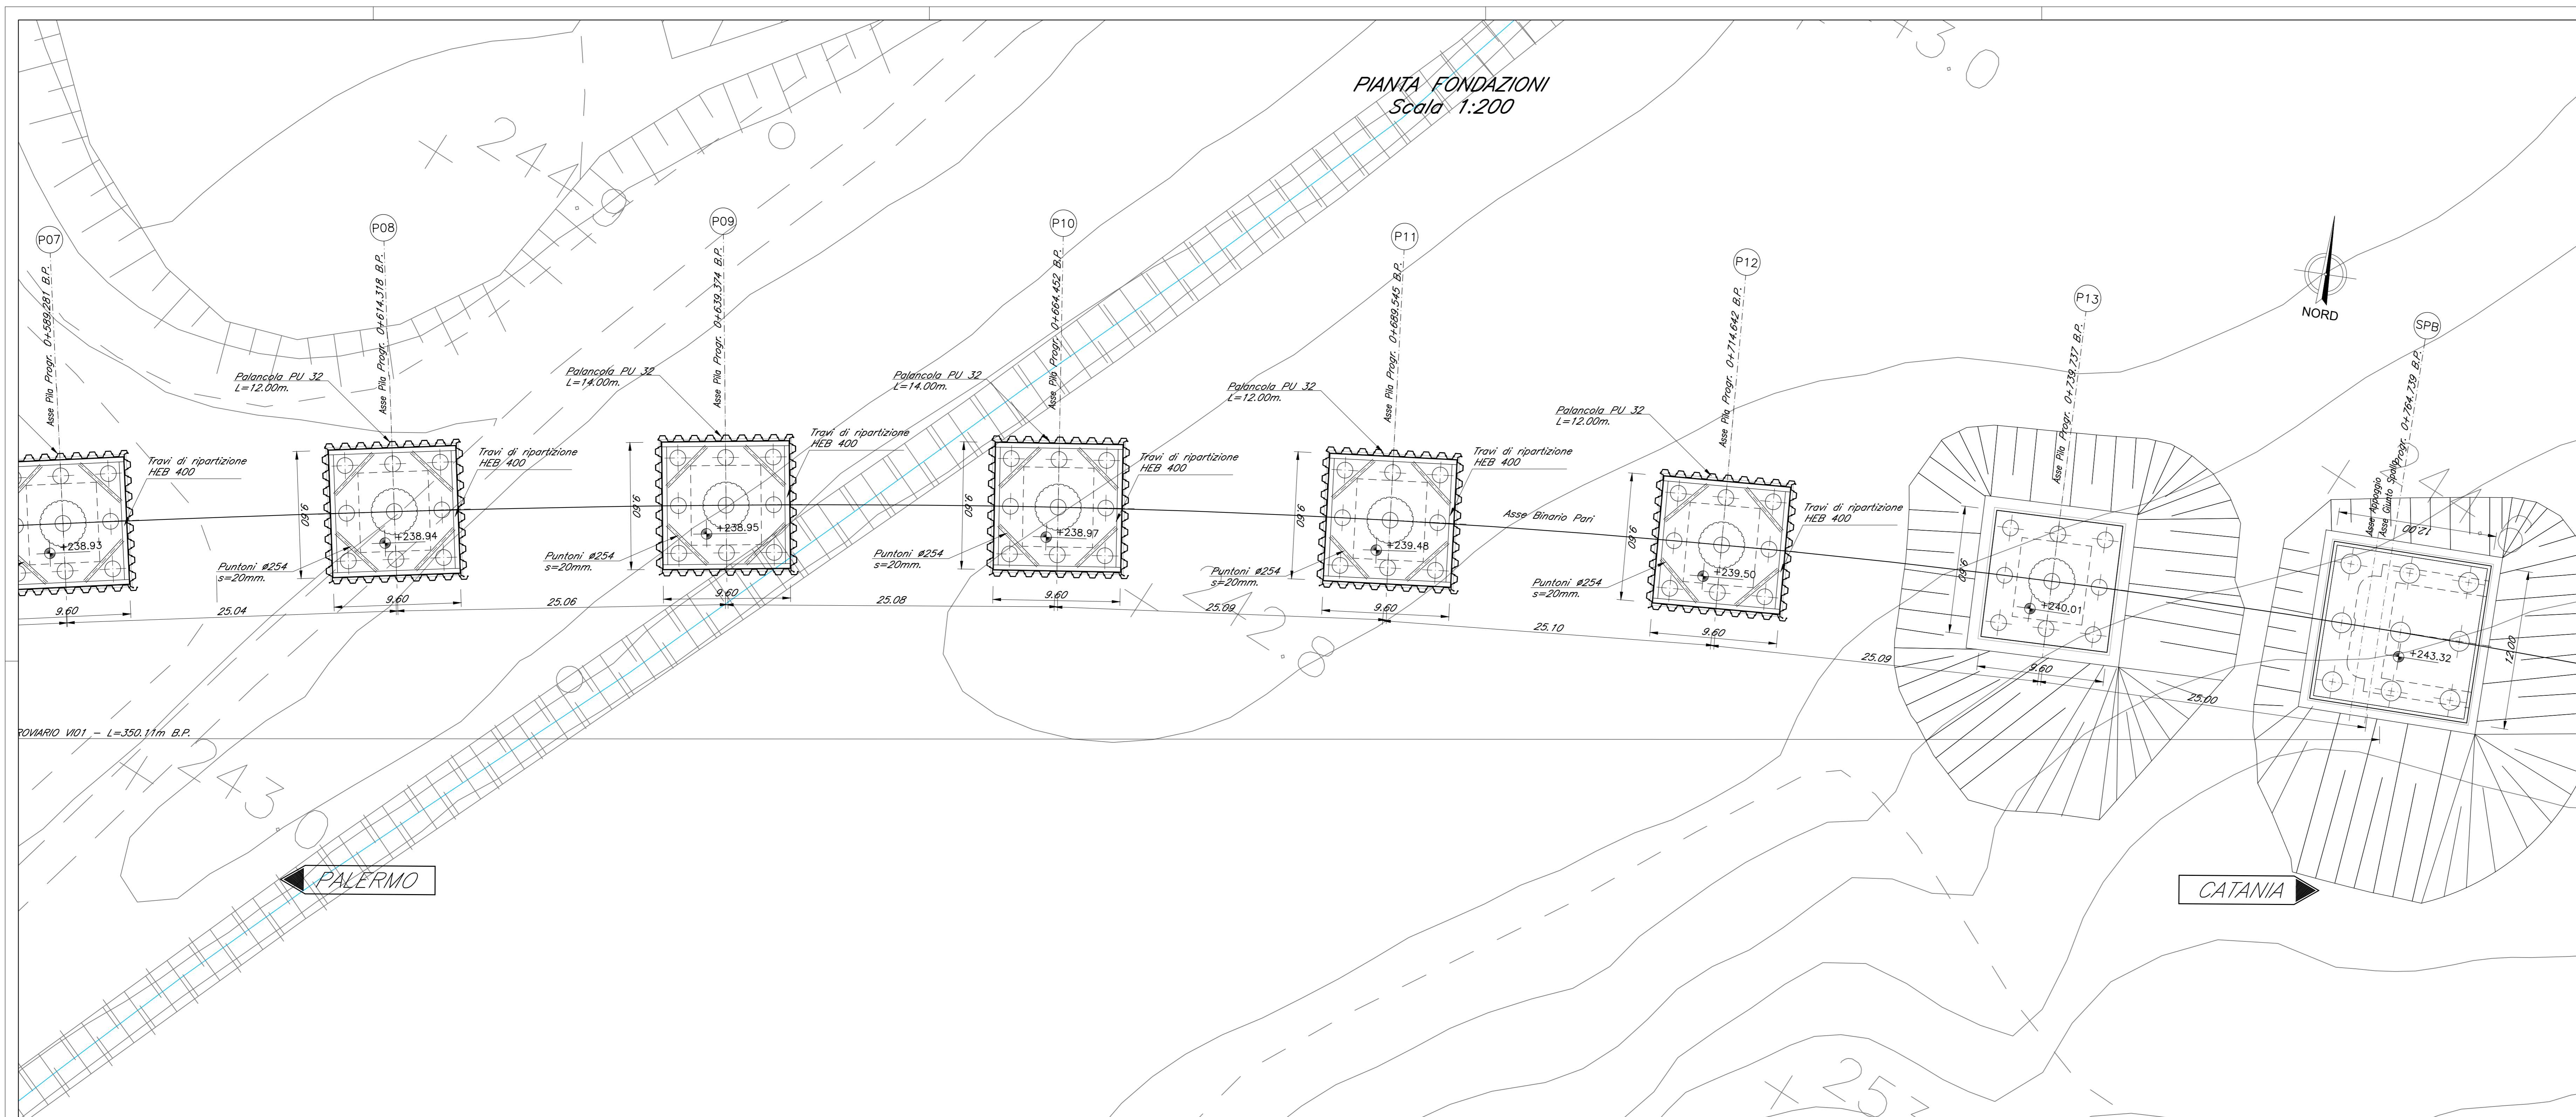 PIANTA FONDAZIONI
Scala 1:200
43.0
+ 244.9
+ 242.8
+ 243.0
NORD
P07
P08
P09
P10
P11
P12
P13
SPB
Asse Pila Progr. 0+589.281 B.P.
Asse Pila Progr. 0+614.318 B.P.
Asse Pila Progr. 0+639.374 B.P.
Asse Pila Progr. 0+664.452 B.P.
Asse Pila Progr. 0+689.545 B.P.
Asse Pila Progr. 0+714.642 B.P.
Asse Pila Progr. 0+739.737 B.P.
Asse Appoggio
Asse Giunto Spalla
Progr. 0+764.739 B.P.
Palancola PU 32
L=12.00m.
Palancola PU 32
L=14.00m.
Palancola PU 32
L=14.00m.
Palancola PU 32
L=12.00m.
Palancola PU 32
L=12.00m.
Travi di ripartizione
HEB 400
Travi di ripartizione
HEB 400
Travi di ripartizione
HEB 400
Travi di ripartizione
HEB 400
Travi di ripartizione
HEB 400
Travi di ripartizione
HEB 400
Asse Binario Pari
9.60
9.60
9.60
9.60
9.60
9.60
12.00
12.00
+238.93
+238.94
+238.95
+238.97
+239.48
+239.50
+240.01
+243.32
Puntoni ø254
s=20mm.
Puntoni ø254
s=20mm.
Puntoni ø254
s=20mm.
Puntoni ø254
s=20mm.
Puntoni ø254
s=20mm.
9.60
25.04
9.60
25.06
9.60
25.08
9.60
25.09
9.60
25.10
9.60
25.09
9.60
25.00
ROVIARIO VI01 - L=350.11m B.P.
PALERMO
CATANIA